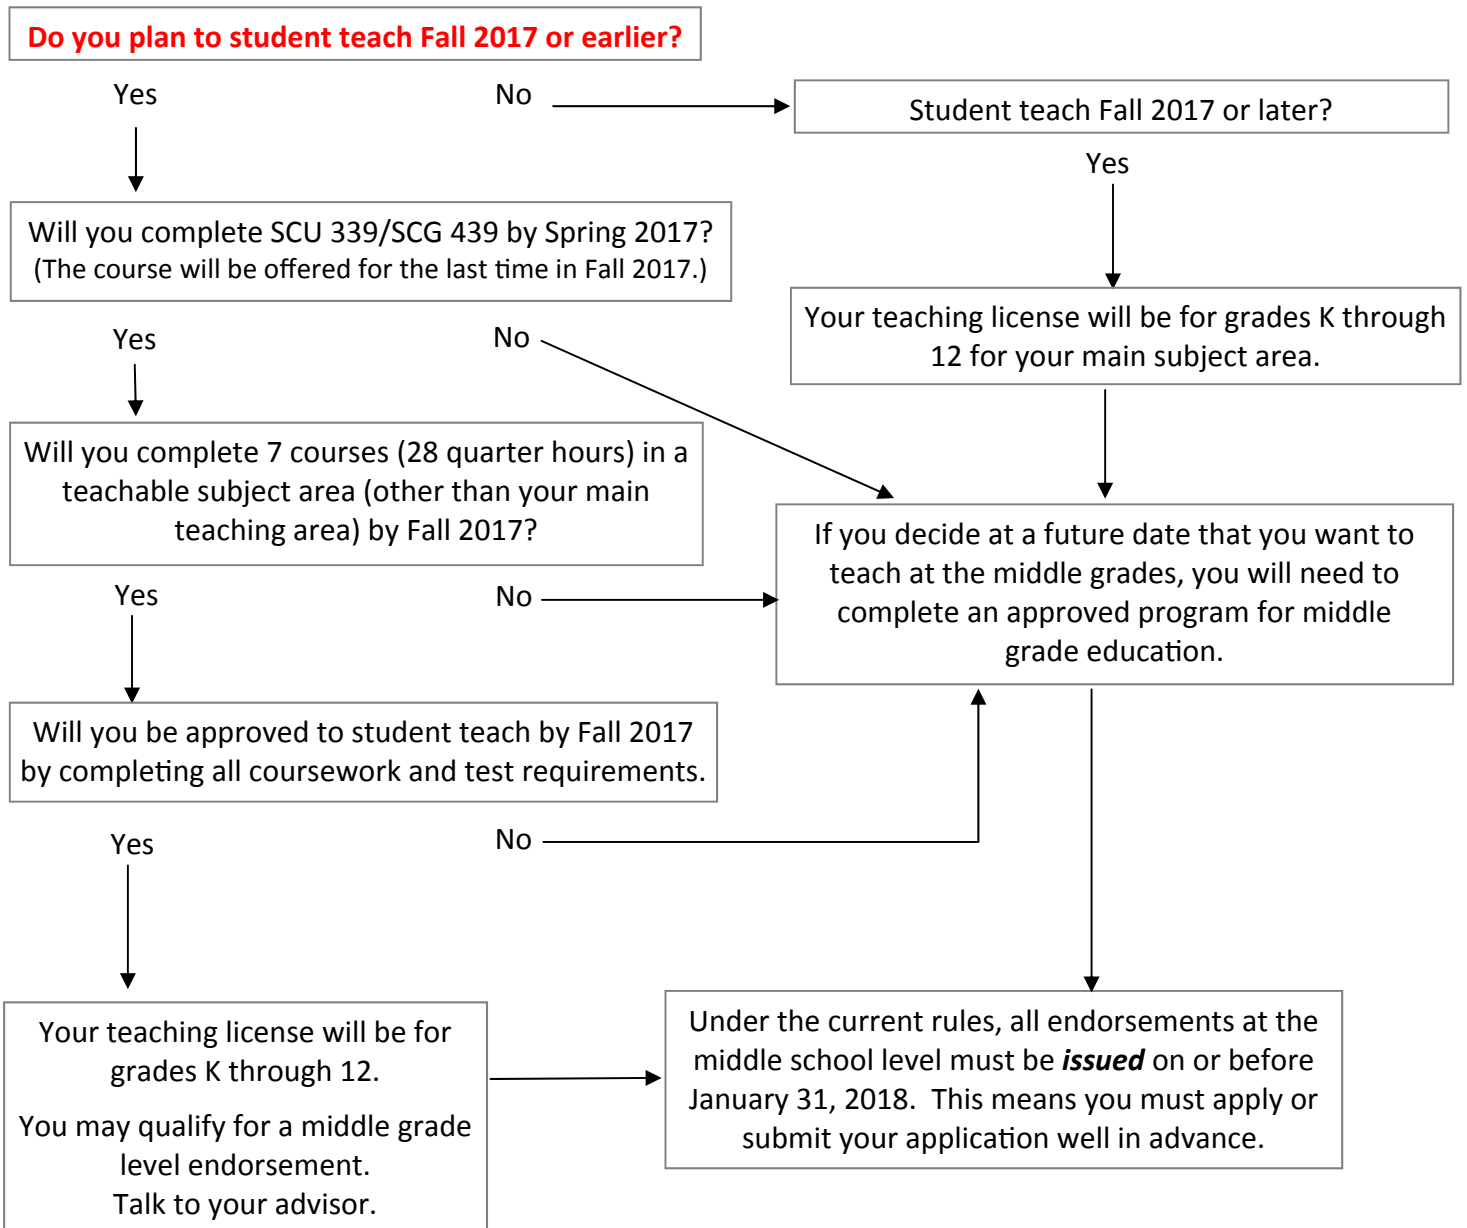 Do you plan to student teach Fall 2017 or earlier?
Yes
No
Student teach Fall 2017 or later?
Yes
Will you complete SCU 339/SCG 439 by Spring 2017?
(The course will be offered for the last time in Fall 2017.)
Your teaching license will be for grades K through
12 for your main subject area.
Yes
No
Will you complete 7 courses (28 quarter hours) in a
teachable subject area (other than your main
teaching area) by Fall 2017?
If you decide at a future date that you want to
teach at the middle grades, you will need to
complete an approved program for middle
grade education.
Yes
No
Will you be approved to student teach by Fall 2017
by completing all coursework and test requirements.
Yes
No
Your teaching license will be for
grades K through 12.
You may qualify for a middle grade
level endorsement.
Talk to your advisor.
Under the current rules, all endorsements at the
middle school level must be issued on or before
January 31, 2018.  This means you must apply or
submit your application well in advance.